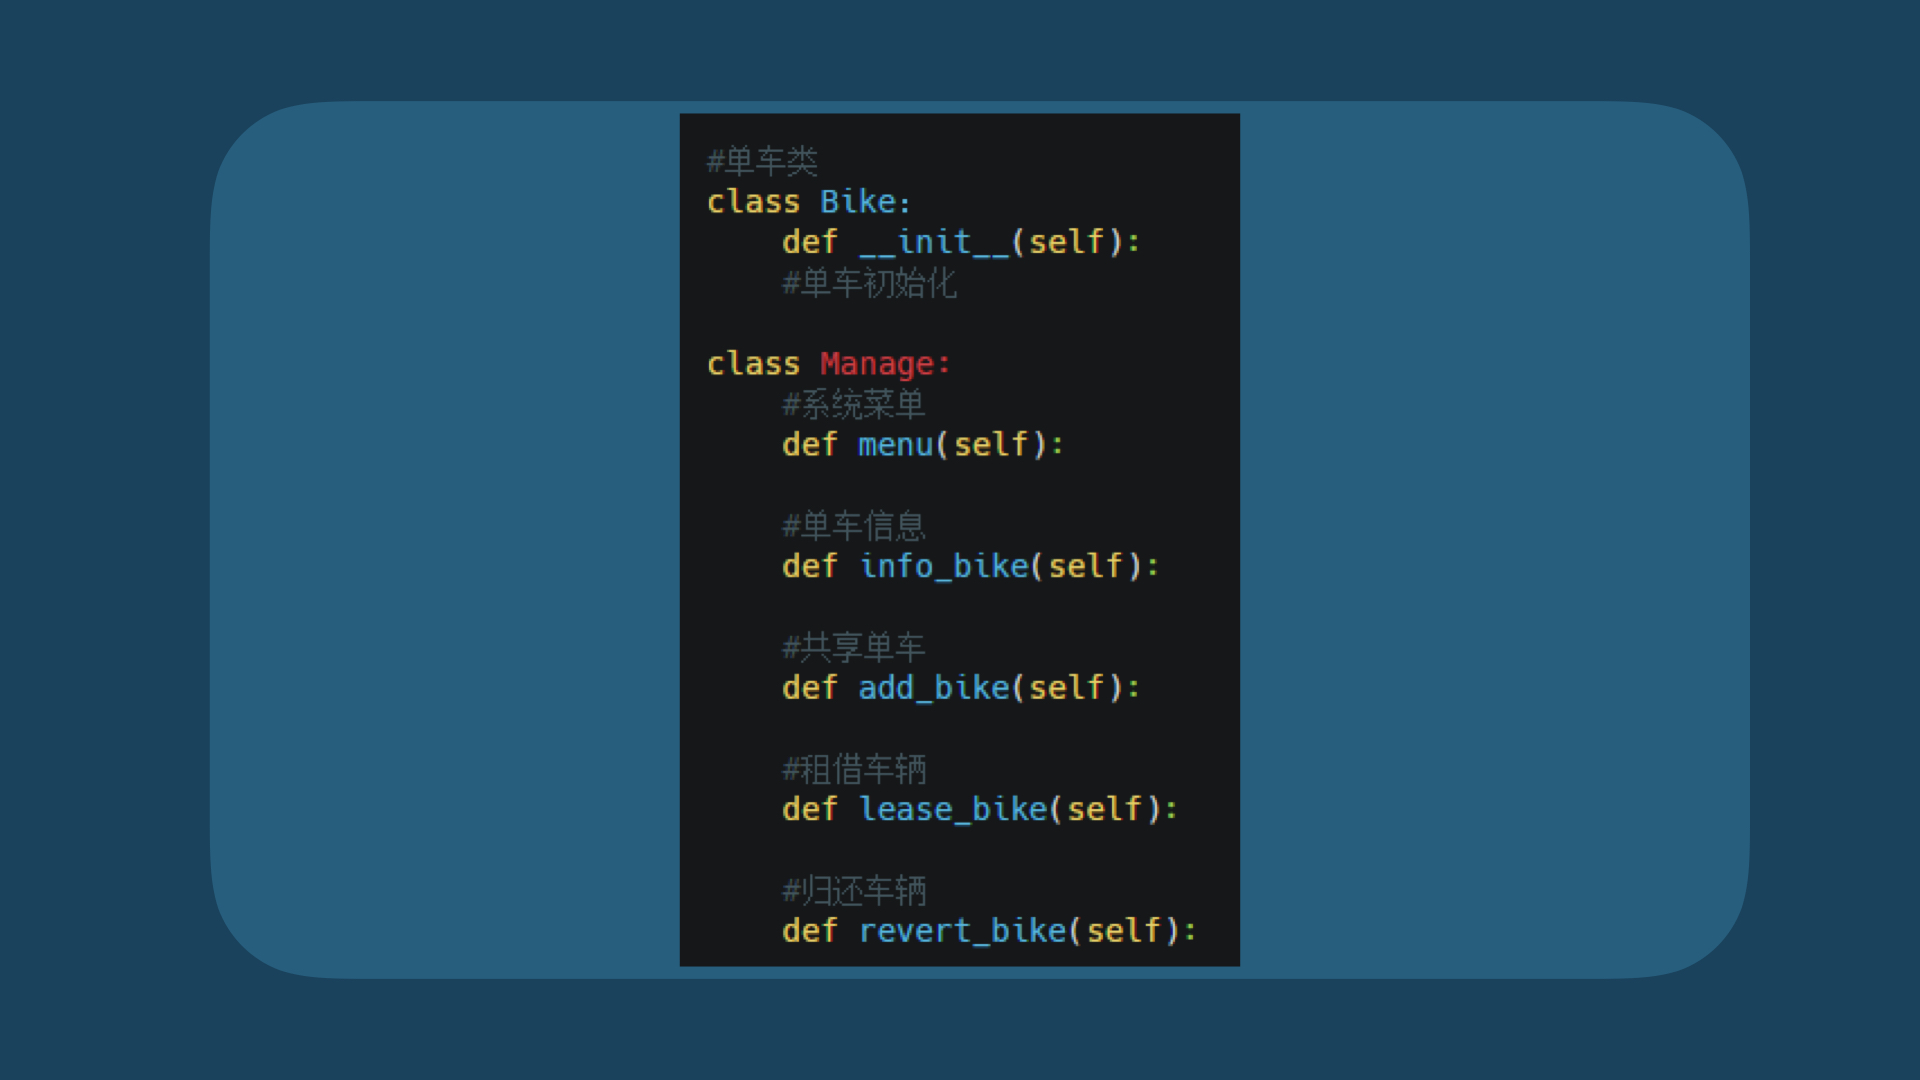 #单车类
class Bike:
    def __init__(self):
    #单车初始化
class Manage:
    #系统菜单
    def menu(self):
    #单车信息
    def info_bike(self):
    #共享单车
    def add_bike(self):
    #租借车辆
    def lease_bike(self):
    #归还车辆
    def revert_bike(self):